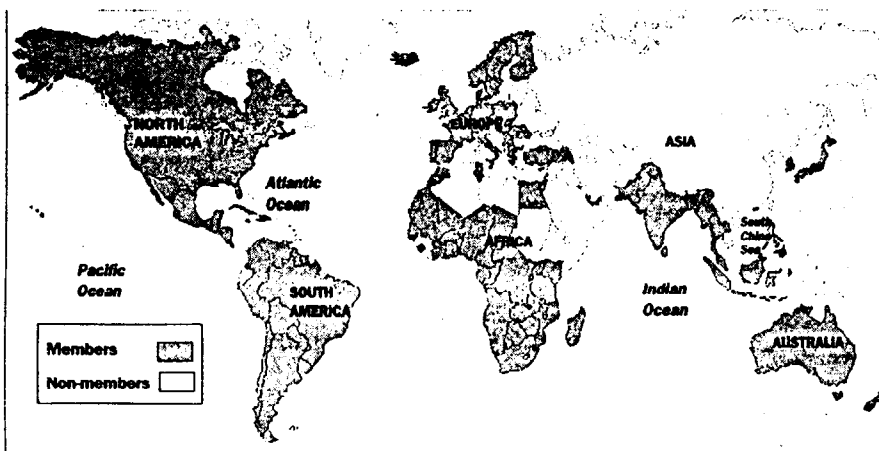 NORTH
AMERICA
EUROPE
ASIA
Atlantic
Ocean
South
China
Sea
AFRICA
Pacific
Ocean
SOUTH
AMERICA
Indian
Ocean
AUSTRALIA
Members
Non-members